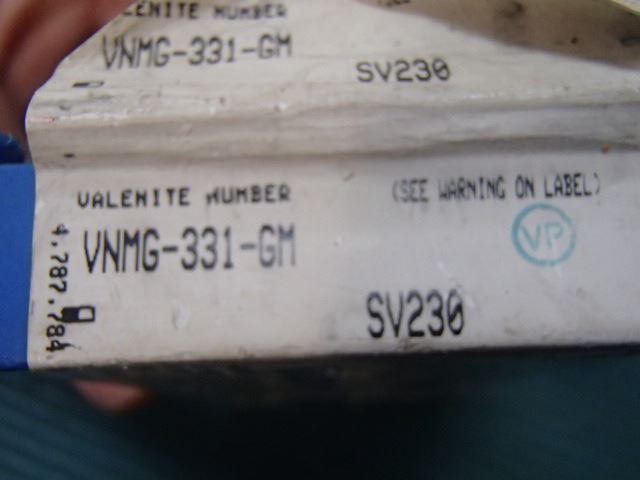 VALENITE NUMBER
VNMG-331-GM
SV230
VALENITE NUMBER (SEE WARNING ON LABEL)
VNMG-331-GM
VP
SV230
4,787,784